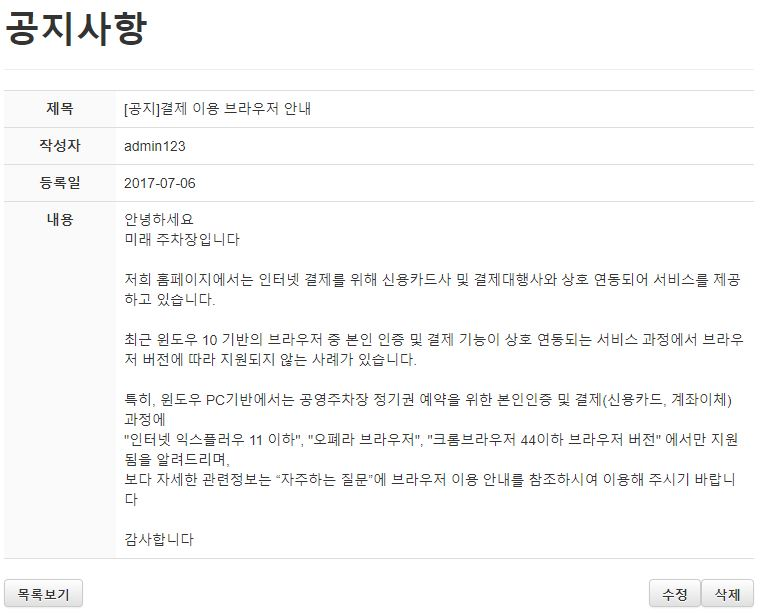 공지사항
제목 [공지]결제 이용 브라우저 안내
작성자 admin123
등록일 2017-07-06
내용 안녕하세요
미래 주차장입니다
저희 홈페이지에서는 인터넷 결제를 위해 신용카드사 및 결제대행사와 상호 연동되어 서비스를 제공
하고 있습니다.
최근 윈도우 10 기반의 브라우저 중 본인 인증 및 결제 기능이 상호 연동되는 서비스 과정에서 브라우
저 버전에 따라 지원되지 않는 사례가 있습니다.
특히, 윈도우 PC기반에서는 공영주차장 정기권 예약을 위한 본인인증 및 결제(신용카드, 계좌이체)
과정에
"인터넷 익스플러우 11 이하", "오페라 브라우저", "크롬브라우저 44이하 브라우저 버전" 에서만 지원
됨을 알려드리며,
보다 자세한 관련정보는 “자주하는 질문”에 브라우저 이용 안내를 참조하시여 이용해 주시기 바랍니
다
감사합니다
목록보기 수정 삭제